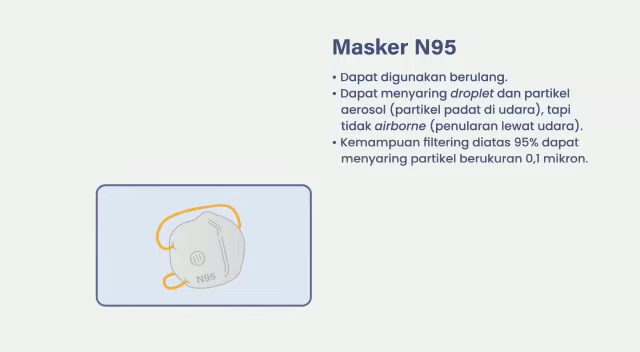 Masker N95
• Dapat digunakan berulang.
• Dapat menyaring droplet dan partikel
aerosol (partikel padat di udara), tapi
tidak airborne (penularan lewat udara).
• Kemampuan filtering diatas 95% dapat
menyaring partikel berukuran 0,1 mikron.
N95